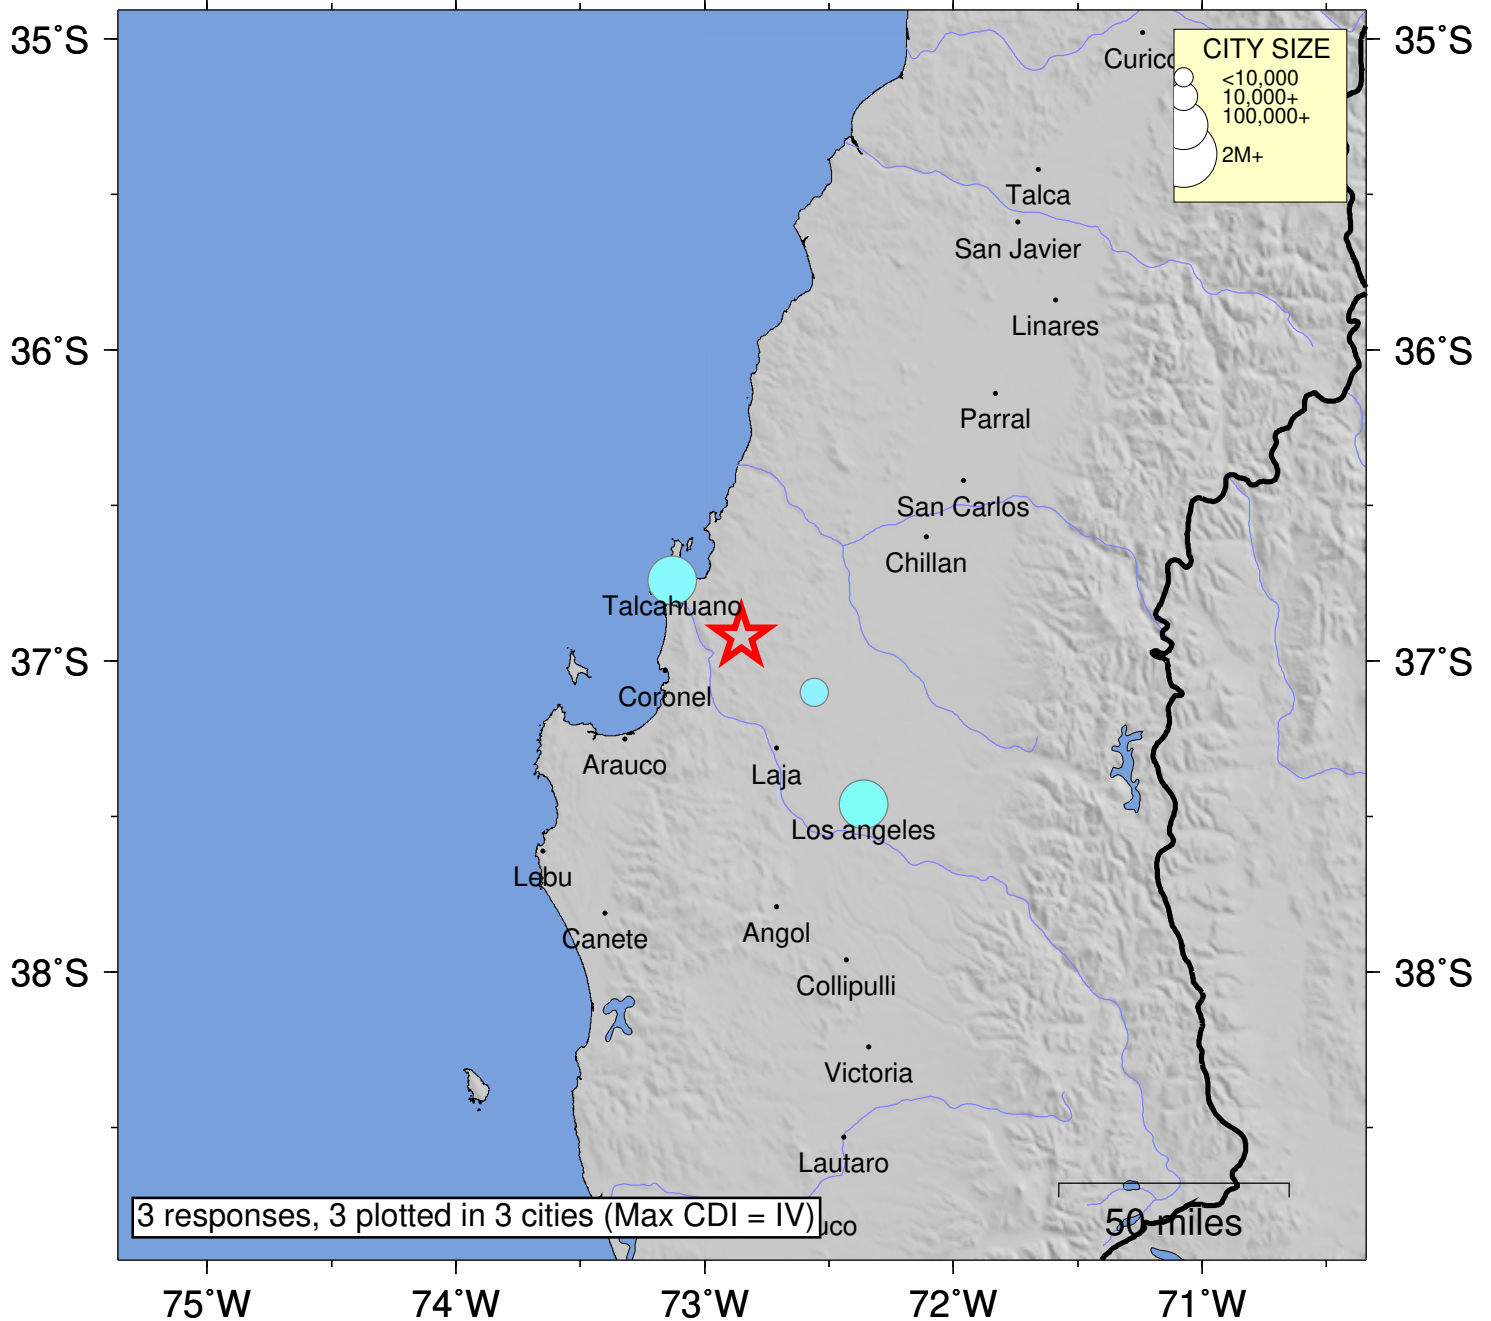 35°S
35°S
CITY SIZE
<10,000
10,000+
100,000+
2M+
Curico
Talca
San Javier
Linares
36°S
36°S
Parral
San Carlos
Chillan
Talcahuano
37°S
37°S
Coronel
Arauco
Laja
Los angeles
Lebu
Canete
Angol
38°S
38°S
Collipulli
Victoria
Lautaro
3 responses, 3 plotted in 3 cities (Max CDI = IV)
uco
50 miles
75°W
74°W
73°W
72°W
71°W